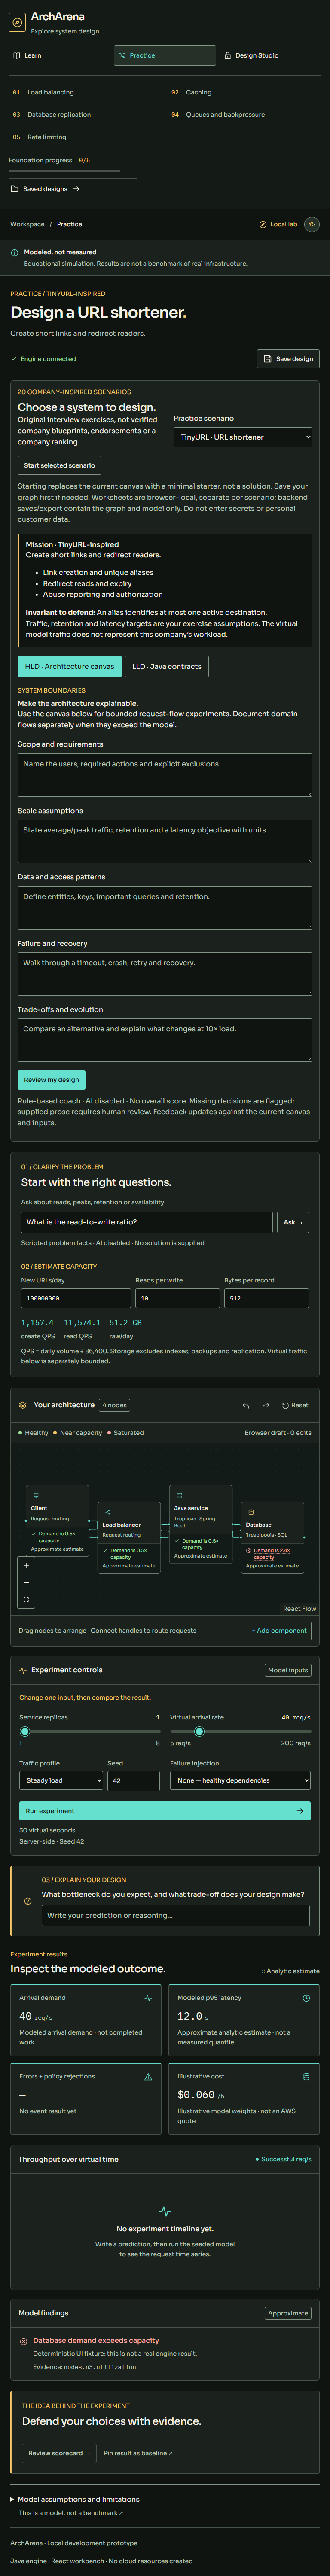 ArchArena
Explore system design
Learn
Practice
Design Studio
01 Load balancing
02 Caching
03 Database replication
04 Queues and backpressure
05 Rate limiting
Foundation progress 0/5
Saved designs →
Workspace / Practice
Local lab
YS
Modeled, not measured
Educational simulation. Results are not a benchmark of real infrastructure.
PRACTICE / TINYURL-INSPIRED
Design a URL shortener.
Create short links and redirect readers.
Engine connected
Save design
20 COMPANY-INSPIRED SCENARIOS
Choose a system to design.
Original interview exercises, not verified
company blueprints, endorsements or a
company ranking.
Practice scenario
TinyURL · URL shortener
Start selected scenario
Starting replaces the current canvas with a minimal starter, not a solution. Save your
graph first if needed. Worksheets are browser-local, separate per scenario; backend
saves/export contain the graph and model only. Do not enter secrets or personal
customer data.
Mission · TinyURL-inspired
Create short links and redirect readers.
• Link creation and unique aliases
• Redirect reads and expiry
• Abuse reporting and authorization
Invariant to defend: An alias identifies at most one active destination.
Traffic, retention and latency targets are your exercise assumptions. The virtual
model traffic does not represent this company's workload.
HLD · Architecture canvas
LLD · Java contracts
SYSTEM BOUNDARIES
Make the architecture explainable.
Use the canvas below for bounded request-flow experiments. Document domain
flows separately when they exceed the model.
Scope and requirements
Name the users, required actions and explicit exclusions.
Scale assumptions
State average/peak traffic, retention and a latency objective with units.
Data and access patterns
Define entities, keys, important queries and retention.
Failure and recovery
Walk through a timeout, crash, retry and recovery.
Trade-offs and evolution
Compare an alternative and explain what changes at 10× load.
Review my design
Rule-based coach · AI disabled · No overall score. Missing decisions are flagged;
supplied prose requires human review. Feedback updates against the current canvas
and inputs.
01 / CLARIFY THE PROBLEM
Start with the right questions.
Ask about reads, peaks, retention or availability
What is the read-to-write ratio?
Ask →
Scripted problem facts · AI disabled · No solution is supplied
02 / ESTIMATE CAPACITY
New URLs/day
Reads per write
Bytes per record
100000000
10
512
1,157.4
11,574.1
51.2 GB
create QPS
read QPS
raw/day
QPS = daily volume ÷ 86,400. Storage excludes indexes, backups and replication. Virtual traffic
below is separately bounded.
Your architecture
4 nodes
Reset
Healthy
Near capacity
Saturated
Browser draft · 0 edits
Client
Request routing
Demand is 0.5×
capacity
Approximate estimate
Load balancer
Request routing
Demand is 0.5×
capacity
Approximate estimate
Java service
1 replicas · Spring
Boot
Demand is 0.5×
capacity
Approximate estimate
Database
1 read pools · SQL
Demand is 2.4×
capacity
Approximate estimate
React Flow
Drag nodes to arrange · Connect handles to route requests
+ Add component
Experiment controls
Model inputs
Change one input, then compare the result.
Service replicas 1
1 8
Virtual arrival rate 40 req/s
5 req/s 200 req/s
Traffic profile
Steady load
Seed
42
Failure injection
None — healthy dependencies
Run experiment →
30 virtual seconds
Server-side · Seed 42
03 / EXPLAIN YOUR DESIGN
What bottleneck do you expect, and what trade-off does your design make?
Write your prediction or reasoning...
Experiment results
Inspect the modeled outcome.
Analytic estimate
Arrival demand
40 req/s
Modeled arrival demand · not completed
work
Modeled p95 latency
12.0 s
Approximate analytic estimate · not a
measured quantile
Errors + policy rejections
—
No event result yet
Illustrative cost
$0.060 /h
Illustrative model weights · not an AWS
quote
Throughput over virtual time
Successful req/s
No experiment timeline yet.
Write a prediction, then run the seeded model
to see the request time series.
Model findings
Approximate
Database demand exceeds capacity
Deterministic UI fixture: this is not a real engine result.
Evidence: nodes.n3.utilization
THE IDEA BEHIND THE EXPERIMENT
Defend your choices with evidence.
Review scorecard →
Pin result as baseline ↗
▶ Model assumptions and limitations
This is a model, not a benchmark ↗
ArchArena · Local development prototype
Java engine · React workbench · No cloud resources created